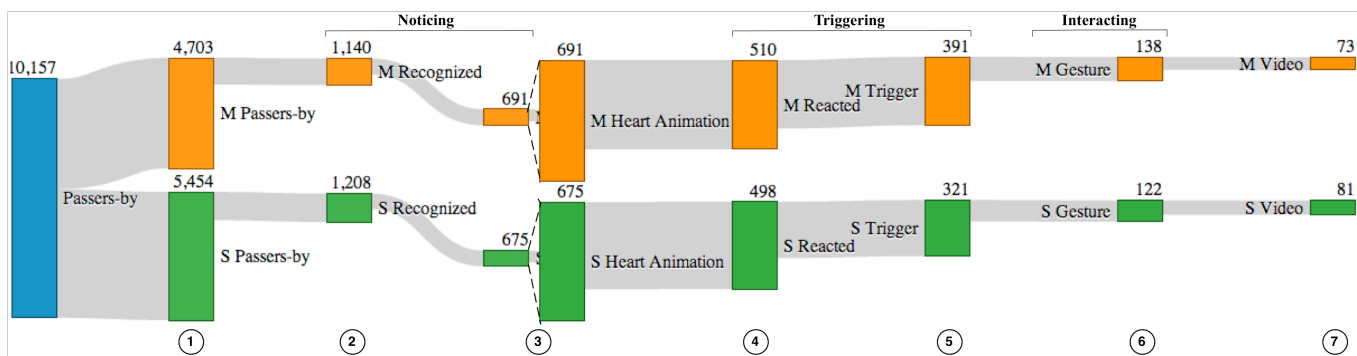 Noticing
Triggering
Interacting
10,157
4,703
1,140
691
691
510
391
138
73
M Recognized
M Passers-by
M Heart Animation
M Reacted
M Trigger
M Gesture
M Video
Passers-by
5,454
1,208
675
675
498
321
122
81
S Recognized
S Passers-by
S Heart Animation
S Reacted
S Trigger
S Gesture
S Video
1
2
3
4
5
6
7